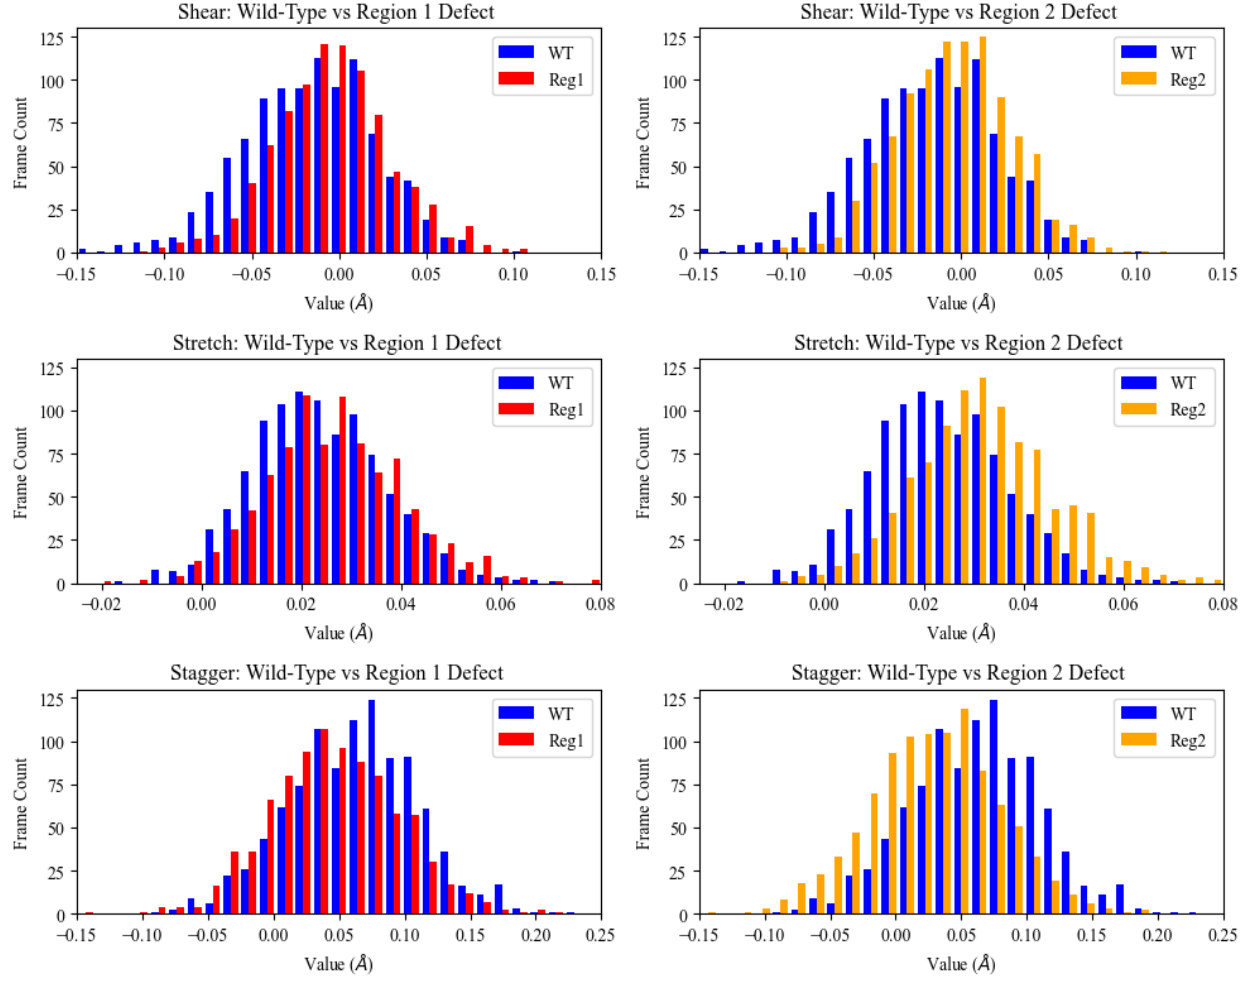 Shear: Wild-Type vs Region 1 Defect
125
100
75
50
25
0
Frame Count
WT
Reg1
−0.15 −0.10 −0.05 0.00 0.05 0.10 0.15
Value (Å)
Shear: Wild-Type vs Region 2 Defect
125
100
75
50
25
0
Frame Count
WT
Reg2
−0.15 −0.10 −0.05 0.00 0.05 0.10 0.15
Value (Å)
Stretch: Wild-Type vs Region 1 Defect
125
100
75
50
25
0
Frame Count
WT
Reg1
−0.02 0.00 0.02 0.04 0.06 0.08
Value (Å)
Stretch: Wild-Type vs Region 2 Defect
125
100
75
50
25
0
Frame Count
WT
Reg2
−0.02 0.00 0.02 0.04 0.06 0.08
Value (Å)
Stagger: Wild-Type vs Region 1 Defect
125
100
75
50
25
0
Frame Count
WT
Reg1
−0.15 −0.10 −0.05 0.00 0.05 0.10 0.15 0.20 0.25
Value (Å)
Stagger: Wild-Type vs Region 2 Defect
125
100
75
50
25
0
Frame Count
WT
Reg2
−0.15 −0.10 −0.05 0.00 0.05 0.10 0.15 0.20 0.25
Value (Å)